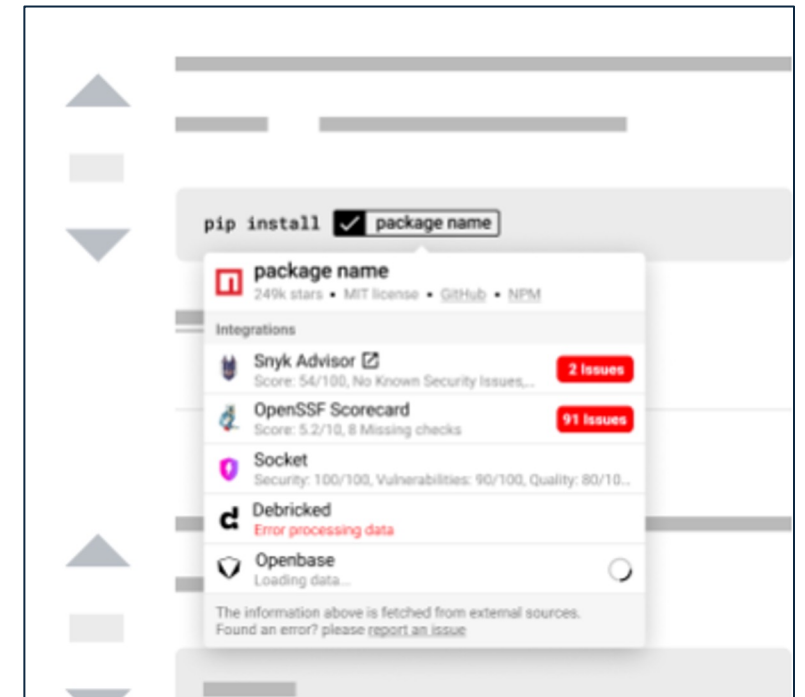 pip install package name
package name
249k stars • MIT license • GitHub • NPM
Integrations
Snyk Advisor
2 Issues
Score: 54/100, No Known Security Issues,...
OpenSSF Scorecard
91 Issues
Score: 5.2/10, 8 Missing checks
Socket
Security: 100/100, Vulnerabilities: 90/100, Quality: 80/10...
Debricked
Error processing data
Openbase
Loading data...
The information above is fetched from external sources.
Found an error? please report an issue